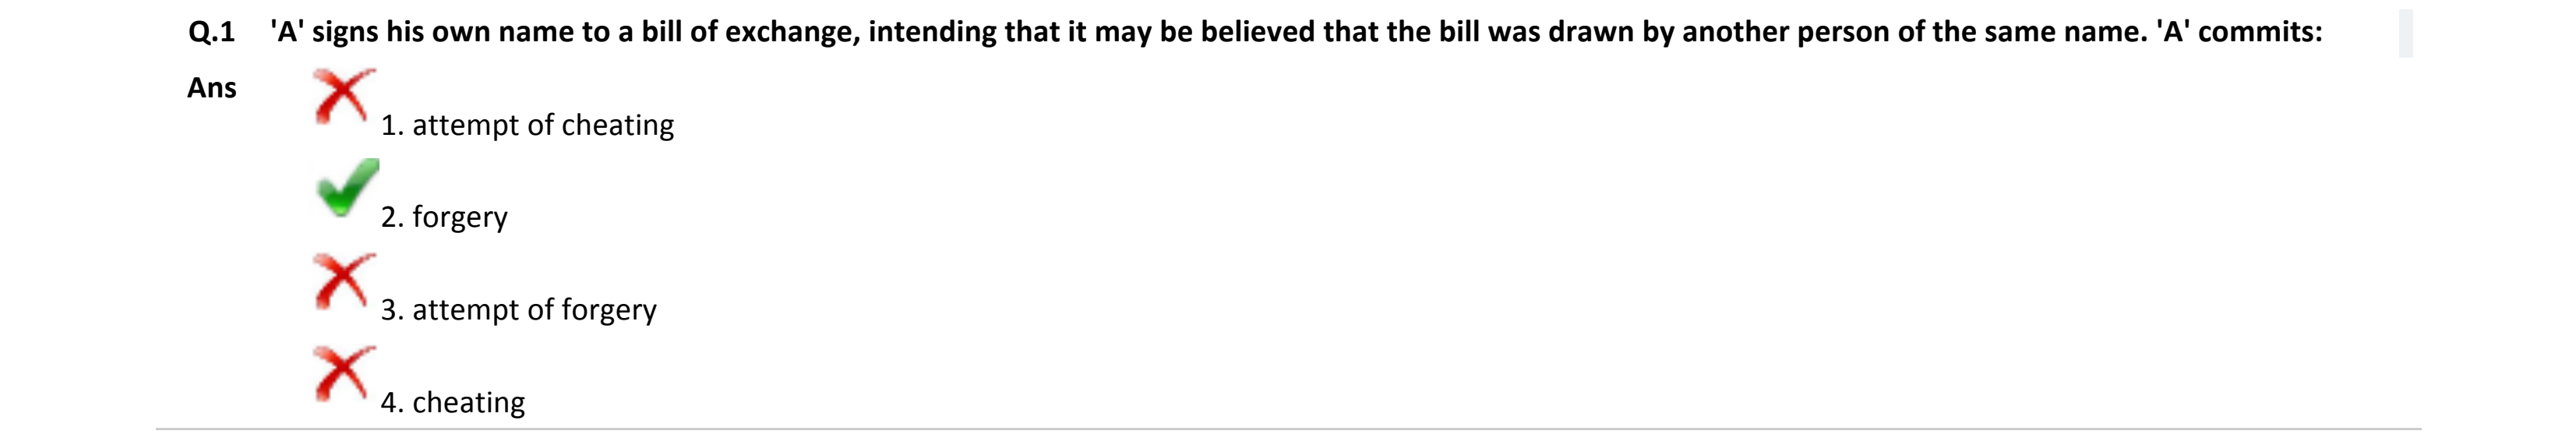 Q.1 'A' signs his own name to a bill of exchange, intending that it may be believed that the bill was drawn by another person of the same name. 'A' commits:
Ans
1. attempt of cheating
2. forgery
3. attempt of forgery
4. cheating